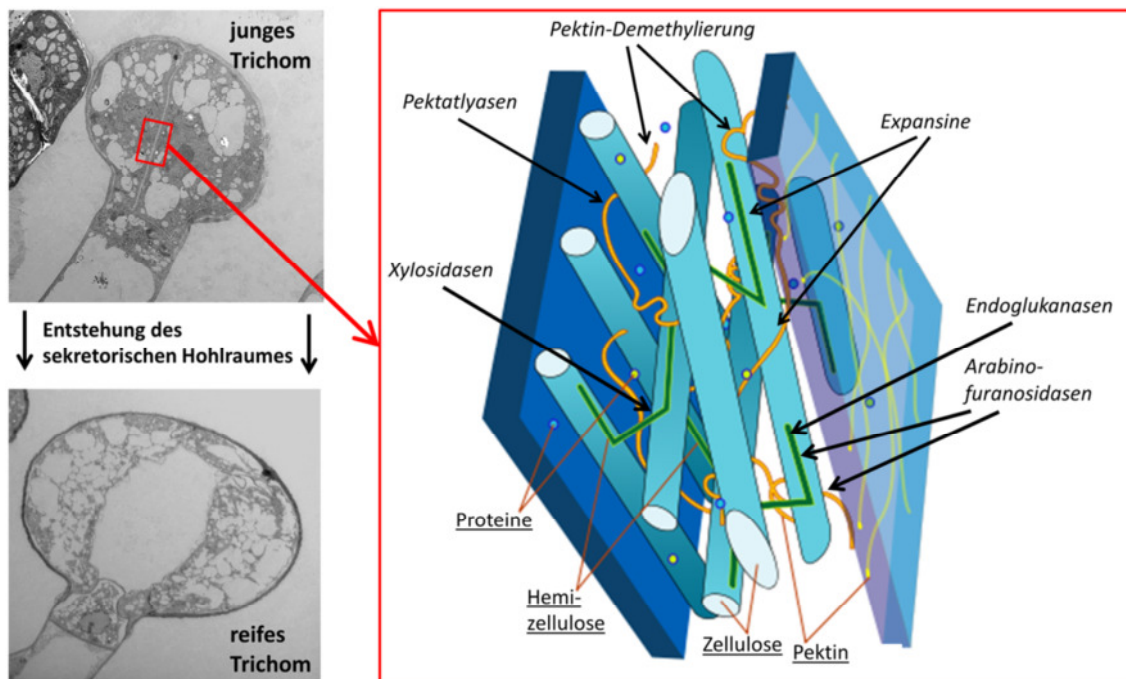 junges
Trichom
Entstehung des
sekretorischen Hohlraumes
reifes
Trichom
Pektin-Demethylierung
Pektatlyasen
Expansine
Xylosidasen
Endoglukanasen
Arabino-
furanosidasen
Proteine
Hemi-
zellulose
Zellulose
Pektin